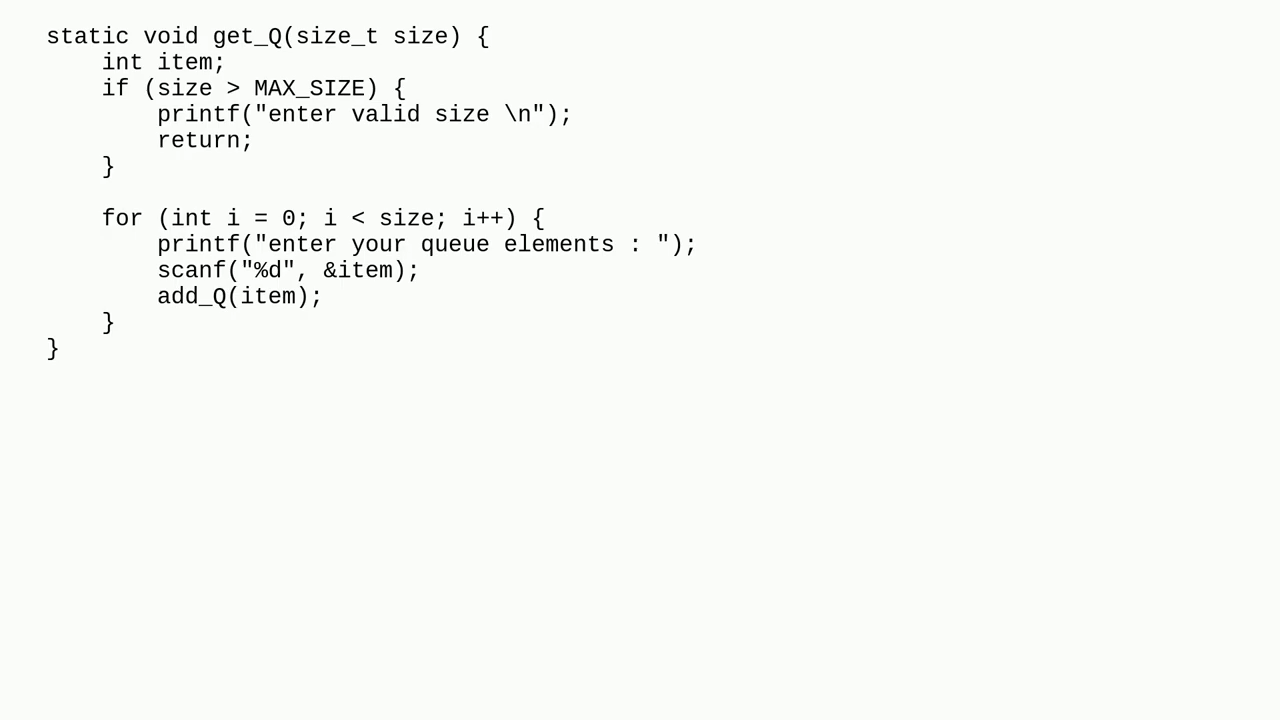 static void get_Q(size_t size) {
    int item;
    if (size > MAX_SIZE) {
        printf("enter valid size \n");
        return;
    }

    for (int i = 0; i < size; i++) {
        printf("enter your queue elements : ");
        scanf("%d", &item);
        add_Q(item);
    }
}